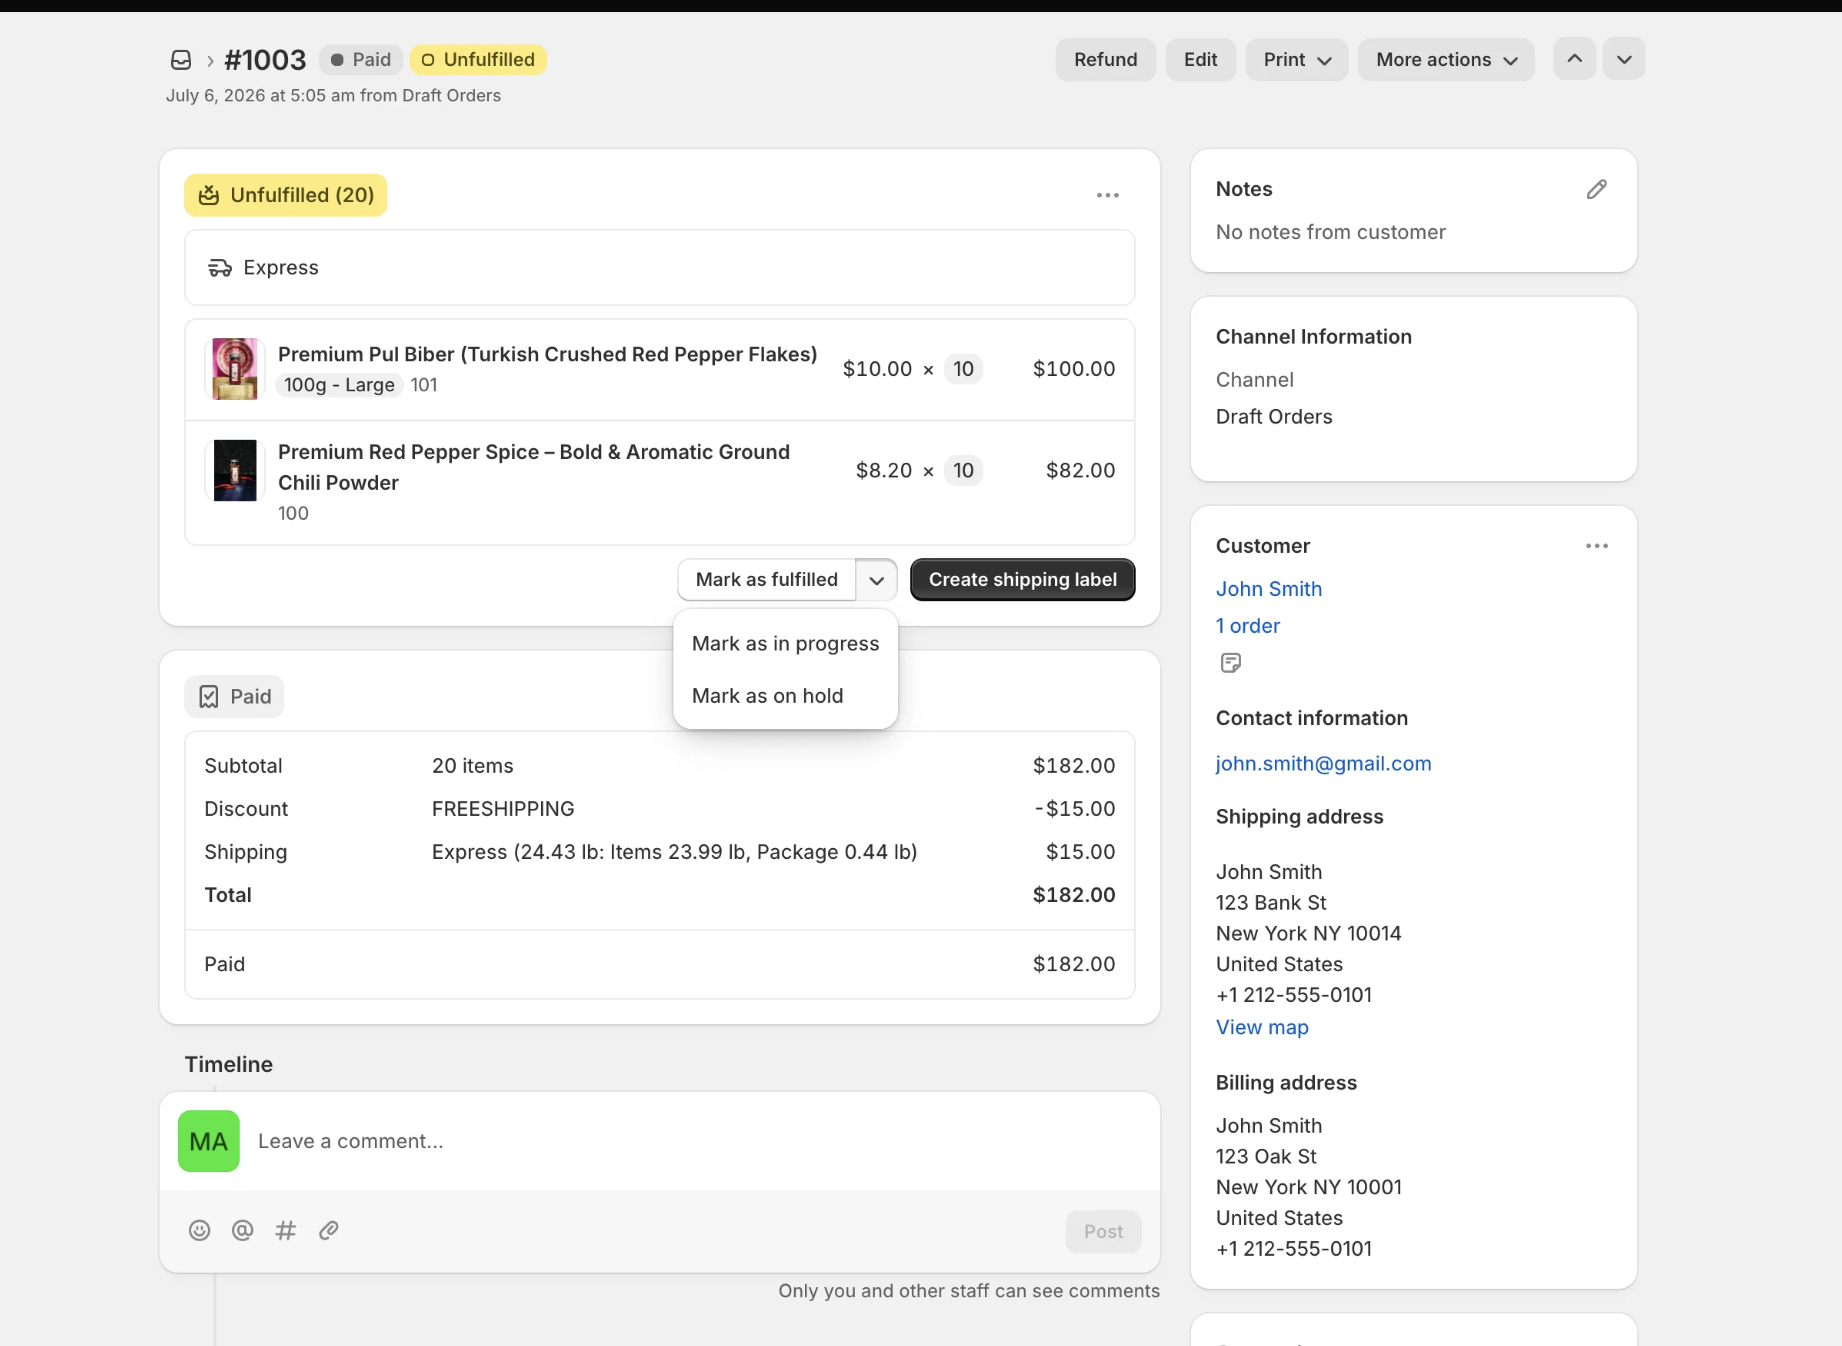 #1003 Paid Unfulfilled
Refund Edit Print More actions
July 6, 2026 at 5:05 am from Draft Orders
Unfulfilled (20)
Express
Premium Pul Biber (Turkish Crushed Red Pepper Flakes)
100g - Large 101
$10.00 × 10 $100.00
Premium Red Pepper Spice – Bold & Aromatic Ground
Chili Powder
100
$8.20 × 10 $82.00
Mark as fulfilled
Create shipping label
Mark as in progress
Mark as on hold
Paid
Subtotal 20 items $182.00
Discount FREESHIPPING -$15.00
Shipping Express (24.43 lb: Items 23.99 lb, Package 0.44 lb) $15.00
Total $182.00
Paid $182.00
Timeline
MA
Leave a comment...
Post
Only you and other staff can see comments
Notes
No notes from customer
Channel Information
Channel
Draft Orders
Customer
John Smith
1 order
Contact information
john.smith@gmail.com
Shipping address
John Smith
123 Bank St
New York NY 10014
United States
+1 212-555-0101
View map
Billing address
John Smith
123 Oak St
New York NY 10001
United States
+1 212-555-0101